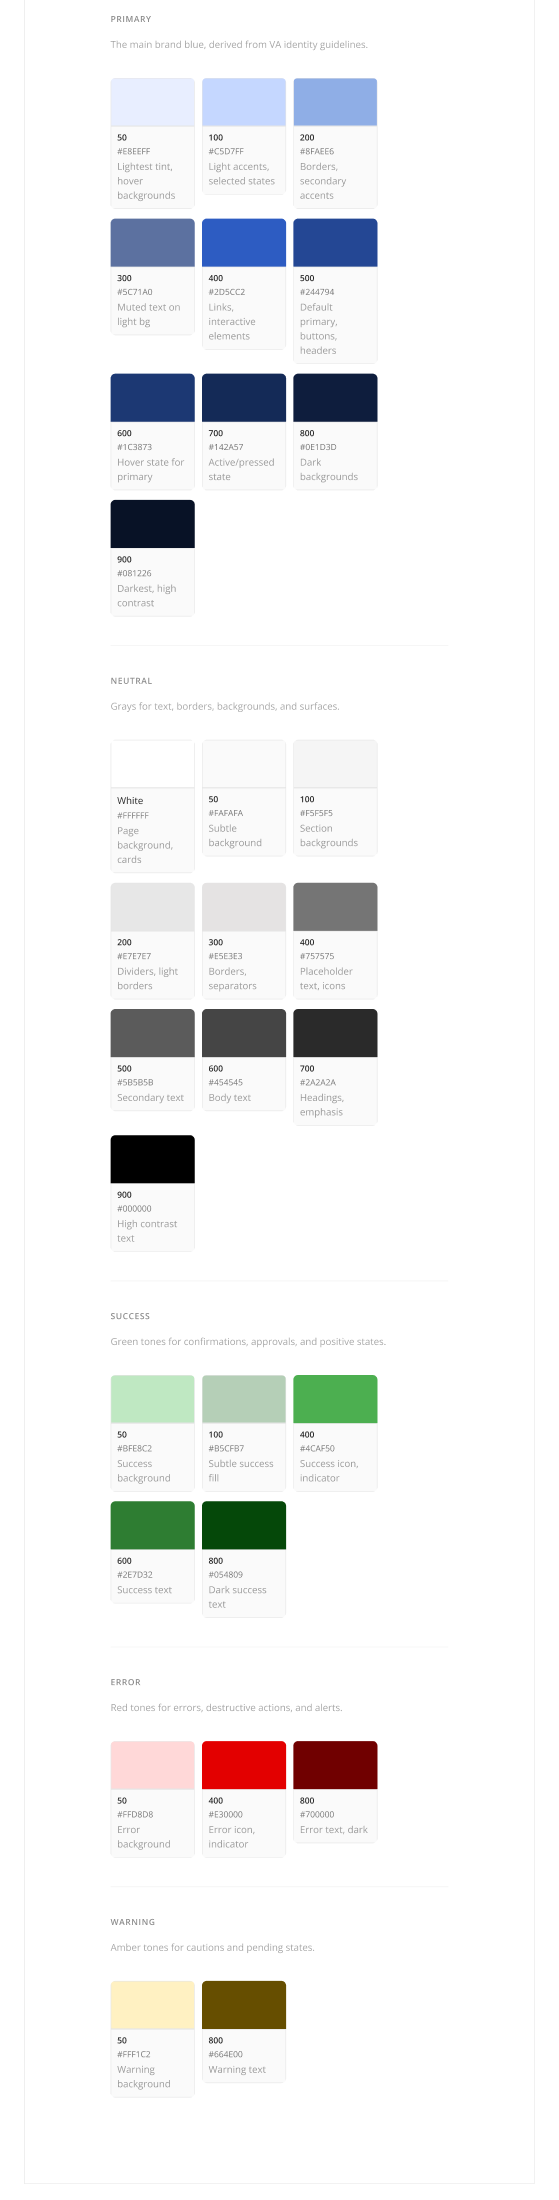 PRIMARY
The main brand blue, derived from VA identity guidelines.
50
#E8EEFF
Lightest tint,
hover
backgrounds
100
#C5D7FF
Light accents,
selected states
200
#8FAEE6
Borders,
secondary
accents
300
#5C71A0
Muted text on
light bg
400
#2D5CC2
Links,
interactive
elements
500
#244794
Default
primary,
buttons,
headers
600
#1C3873
Hover state for
primary
700
#142A57
Active/pressed
state
800
#0E1D3D
Dark
backgrounds
900
#081226
Darkest, high
contrast
NEUTRAL
Grays for text, borders, backgrounds, and surfaces.
White
#FFFFFF
Page
background,
cards
50
#FAFAFA
Subtle
background
100
#F5F5F5
Section
backgrounds
200
#E7E7E7
Dividers, light
borders
300
#E5E3E3
Borders,
separators
400
#757575
Placeholder
text, icons
500
#5B5B5B
Secondary text
600
#454545
Body text
700
#2A2A2A
Headings,
emphasis
900
#000000
High contrast
text
SUCCESS
Green tones for confirmations, approvals, and positive states.
50
#BFE8C2
Success
background
100
#B5CFB7
Subtle success
fill
400
#4CAF50
Success icon,
indicator
600
#2E7D32
Success text
800
#054809
Dark success
text
ERROR
Red tones for errors, destructive actions, and alerts.
50
#FFD8D8
Error
background
400
#E30000
Error icon,
indicator
800
#700000
Error text, dark
WARNING
Amber tones for cautions and pending states.
50
#FFF1C2
Warning
background
800
#664E00
Warning text